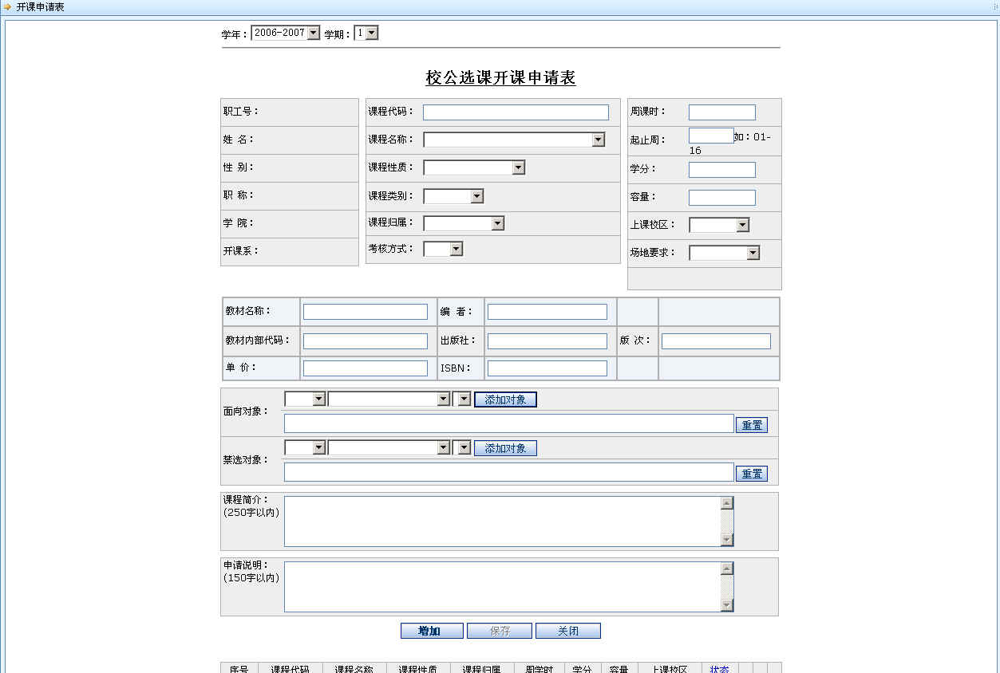 开课申请表
学年： 2006-2007 学期： 1
校公选课开课申请表
职工号：
姓 名：
性 别：
职 称：
学 院：
开课系：
课程代码：
课程名称：
课程性质：
课程类别：
课程归属：
考核方式：
周课时：
起止周： 如：01-
16
学分：
容量：
上课校区：
场地要求：
教材名称： 编 者：
教材内部代码： 出版社： 版 次：
单 价： ISBN：
面向对象： 添加对象
重置
禁选对象： 添加对象
重置
课程简介：
(250字以内)
申请说明：
(150字以内)
增加 保存 关闭
序号 课程代码 课程名称 课程性质 课程归属 周学时 学分 容量 上课校区 状态